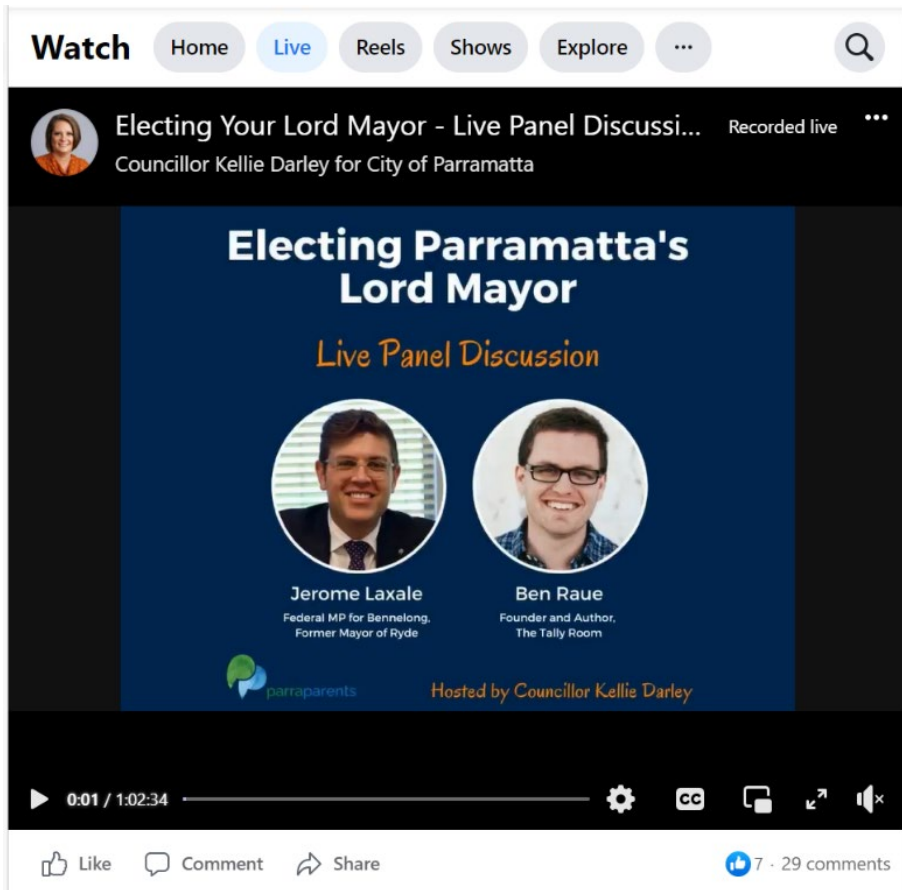 Watch Home Live Reels Shows Explore ...
Electing Your Lord Mayor - Live Panel Discussi... Recorded live ...
Councillor Kellie Darley for City of Parramatta
Electing Parramatta's
Lord Mayor
Live Panel Discussion
Jerome Laxale
Federal MP for Bennelong,
Former Mayor of Ryde
Ben Raue
Founder and Author,
The Tally Room
parraparents
Hosted by Councillor Kellie Darley
0:01 / 1:02:34 CC
Like Comment Share 7 · 29 comments